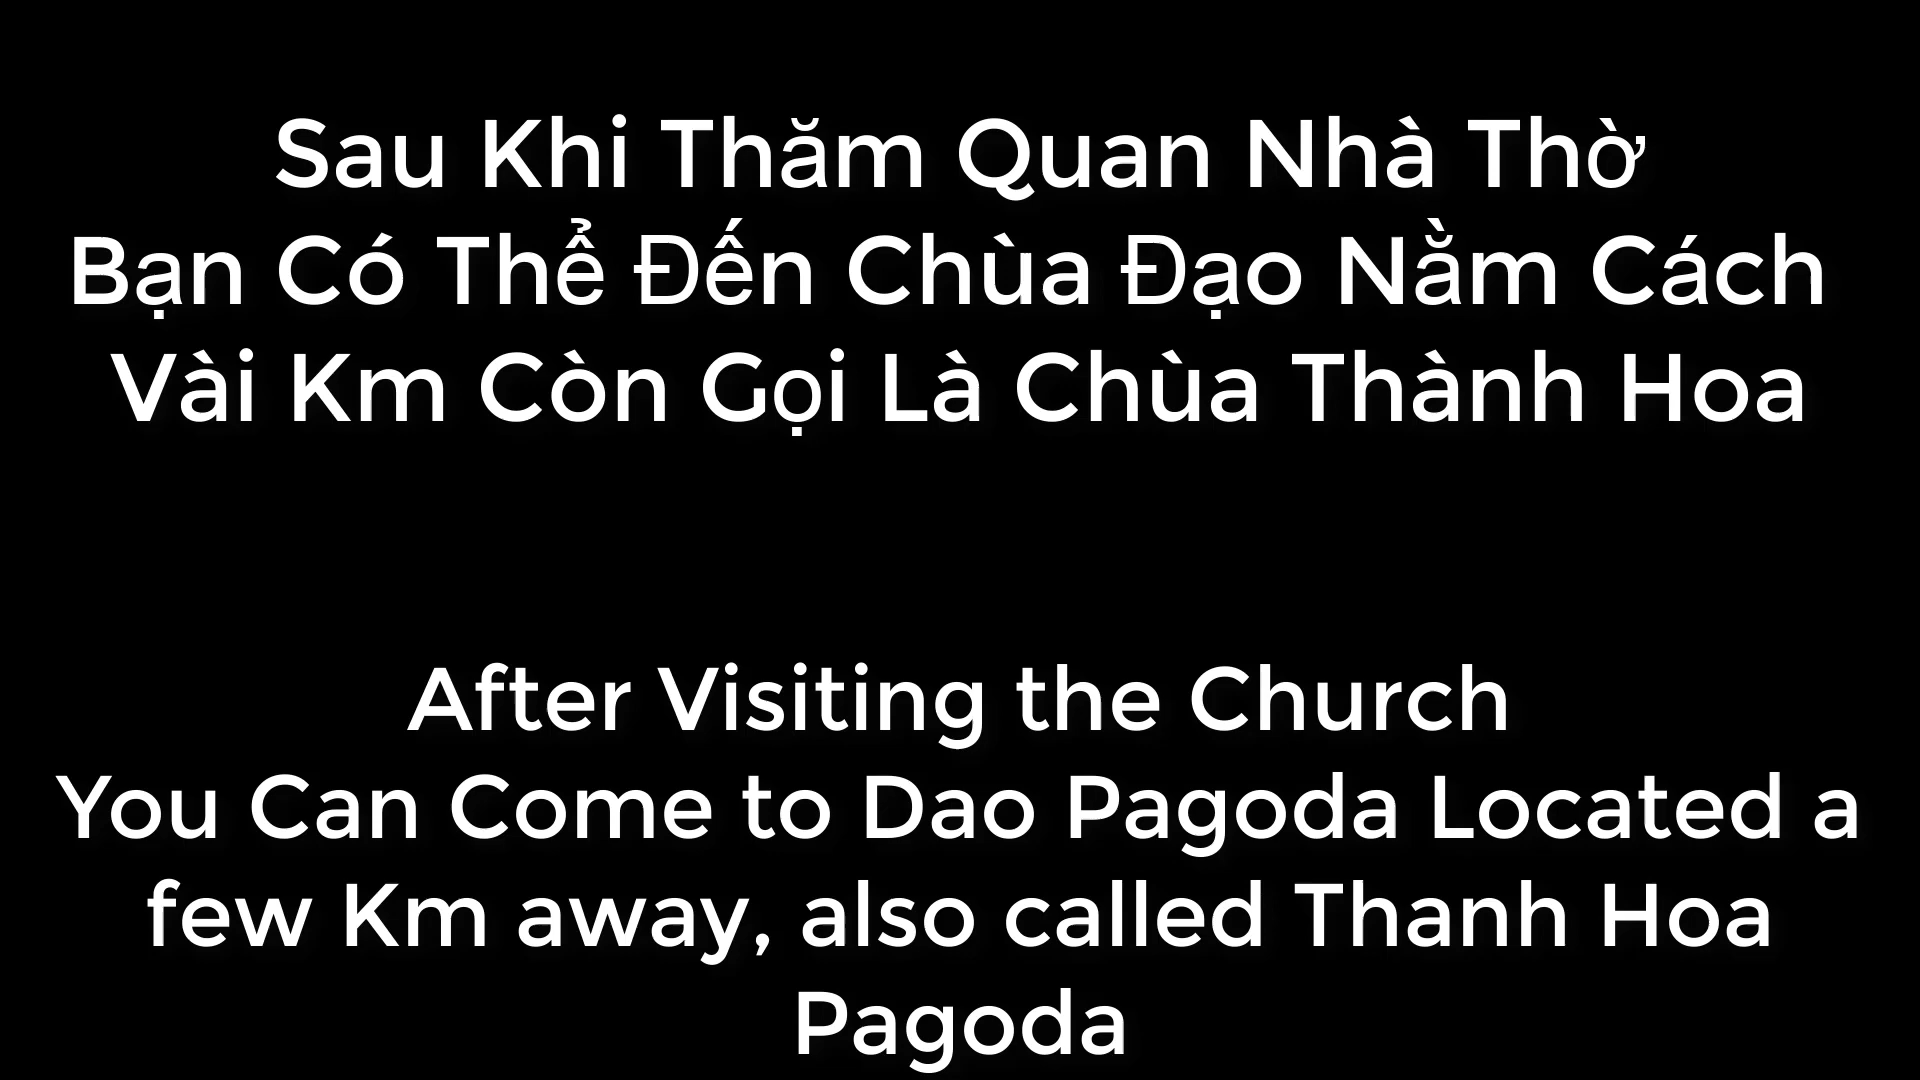 Sau Khi Thăm Quan Nhà Thờ
Bạn Có Thể Đến Chùa Đạo Nằm Cách
Vài Km Còn Gọi Là Chùa Thành Hoa
After Visiting the Church
You Can Come to Dao Pagoda Located a
few Km away, also called Thanh Hoa
Pagoda